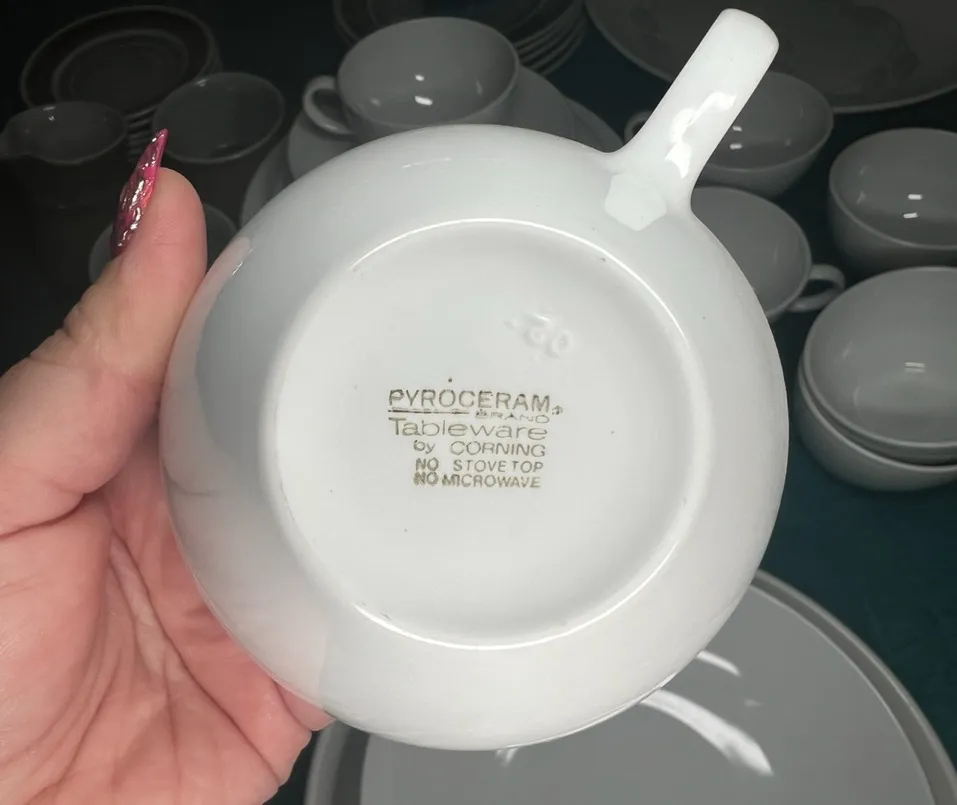 PYROCERAM®
BRAND
Tableware
by CORNING
NO STOVE TOP
NO MICROWAVE